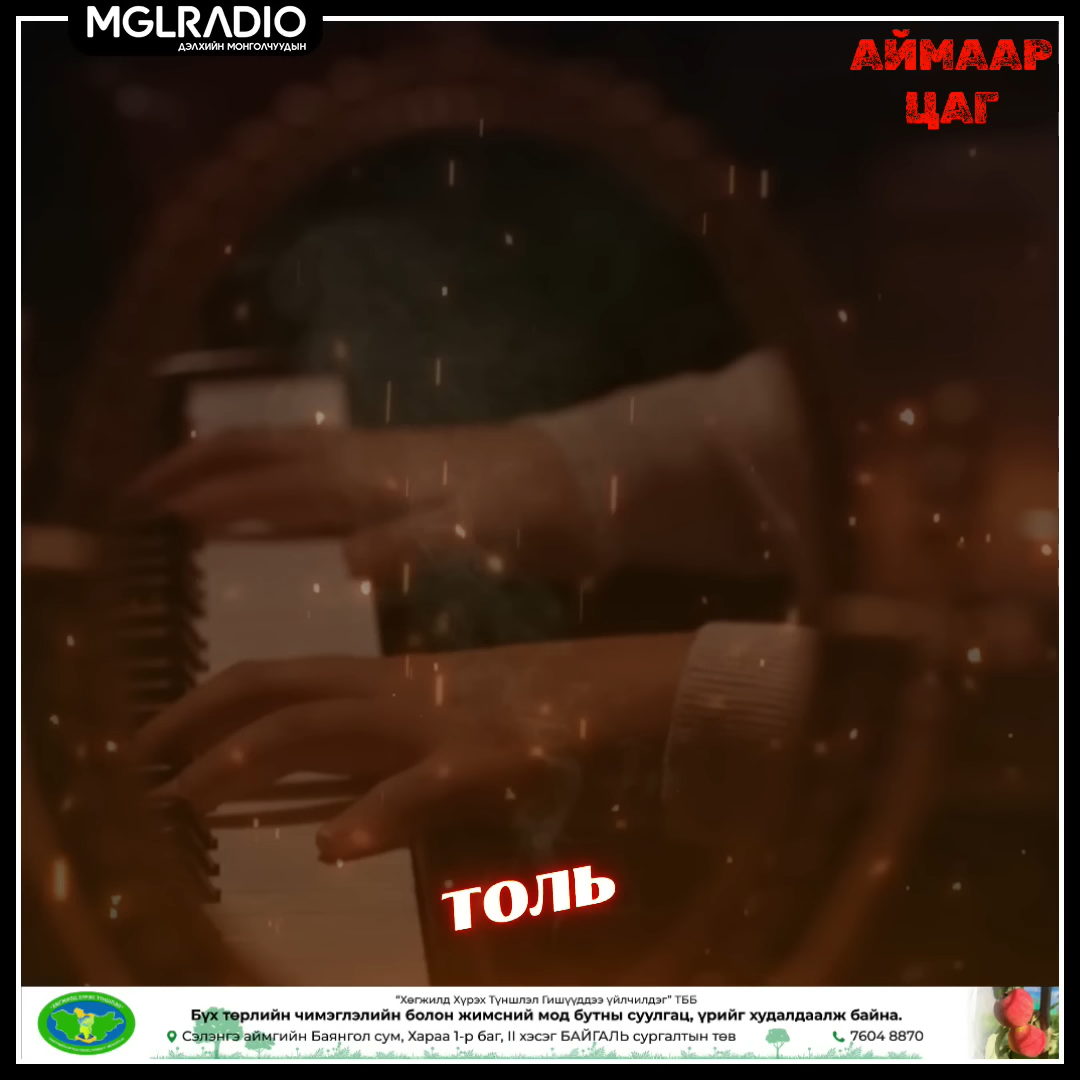 MGLRADIO
ДЭЛХИЙН МОНГОЛЧУУДЫН
АЙМААР
ЦАГ
ТОЛЬ
"Хөгжилд Хүрэх Түншлэл Гишүүддээ үйлчилдэг" ТББ
Бүх төрлийн чимэглэлийн болон жимсний мод бутны суулгац, үрийг худалдаалж байна.
Сэлэнгэ аймгийн Баянгол сум, Хараа 1-р баг, II хэсэг БАЙГАЛЬ сургалтын төв 7604 8870